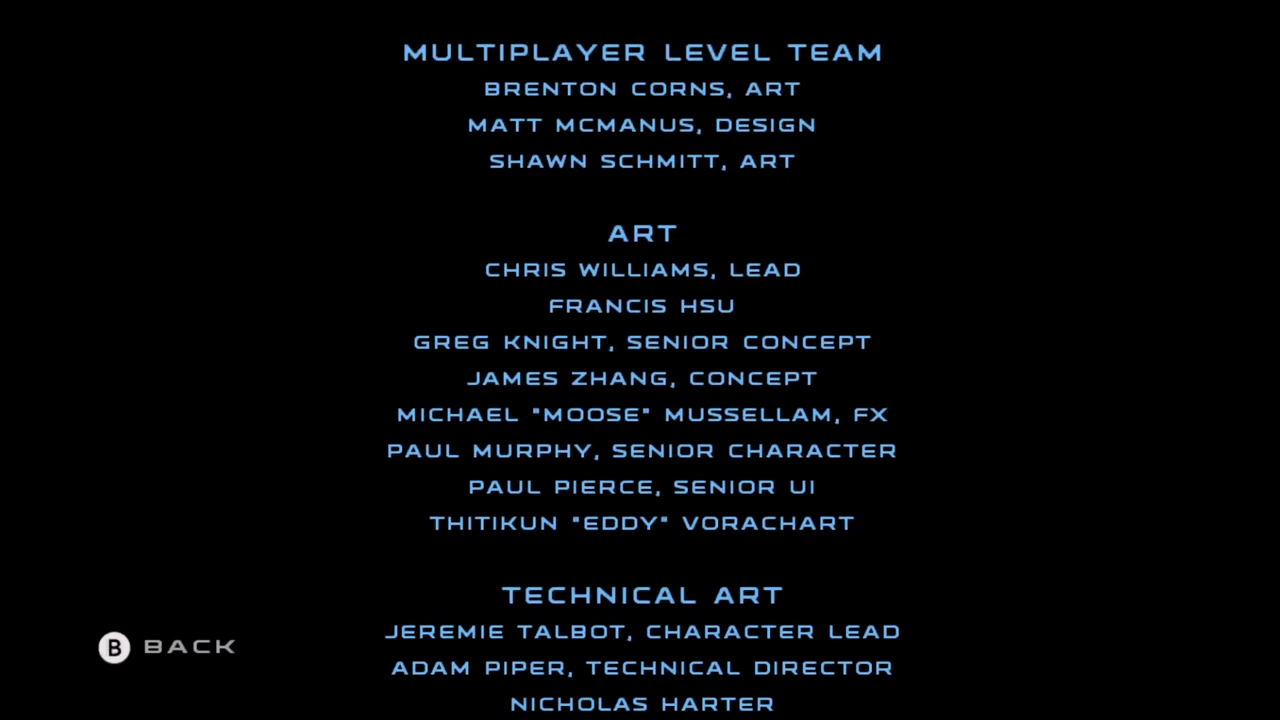 MULTIPLAYER LEVEL TEAM
BRENTON CORNS, ART
MATT MCMANUS, DESIGN
SHAWN SCHMITT, ART
ART
CHRIS WILLIAMS, LEAD
FRANCIS HSU
GREG KNIGHT, SENIOR CONCEPT
JAMES ZHANG, CONCEPT
MICHAEL "MOOSE" MUSSELLAM, FX
PAUL MURPHY, SENIOR CHARACTER
PAUL PIERCE, SENIOR UI
THITIKUN "EDDY" VORACHART
TECHNICAL ART
JEREMIE TALBOT, CHARACTER LEAD
B BACK
ADAM PIPER, TECHNICAL DIRECTOR
NICHOLAS HARTER